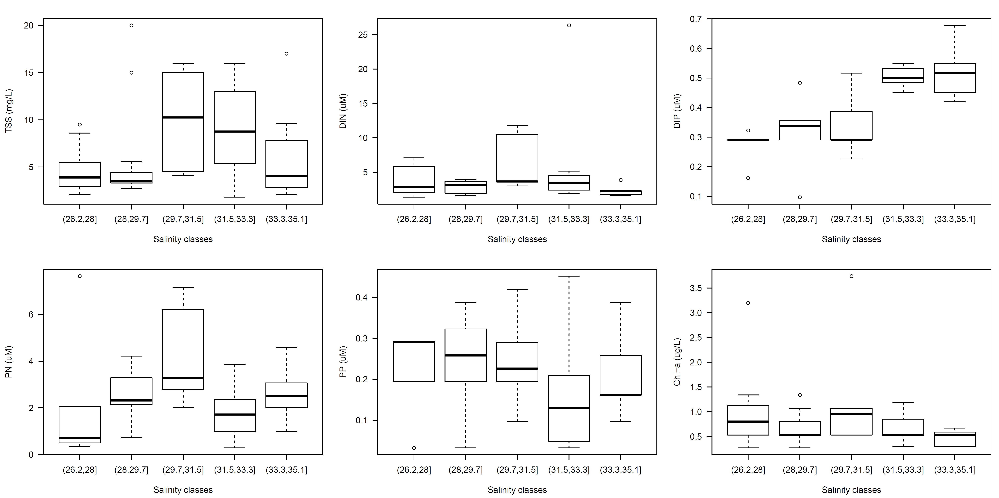 TSS (mg/L)
20
15
10
5
(26.2,28] (28,29.7] (29.7,31.5] (31.5,33.3] (33.3,35.1]
Salinity classes
DIN (uM)
25
20
15
10
5
(26.2,28] (28,29.7] (29.7,31.5] (31.5,33.3] (33.3,35.1]
Salinity classes
DIP (uM)
0.7
0.6
0.5
0.4
0.3
0.2
0.1
(26.2,28] (28,29.7] (29.7,31.5] (31.5,33.3] (33.3,35.1]
Salinity classes
PN (uM)
6
4
2
0
(26.2,28] (28,29.7] (29.7,31.5] (31.5,33.3] (33.3,35.1]
Salinity classes
PP (uM)
0.4
0.3
0.2
0.1
(26.2,28] (28,29.7] (29.7,31.5] (31.5,33.3] (33.3,35.1]
Salinity classes
Chl−a (ug/L)
3.5
3.0
2.5
2.0
1.5
1.0
0.5
(26.2,28] (28,29.7] (29.7,31.5] (31.5,33.3] (33.3,35.1]
Salinity classes